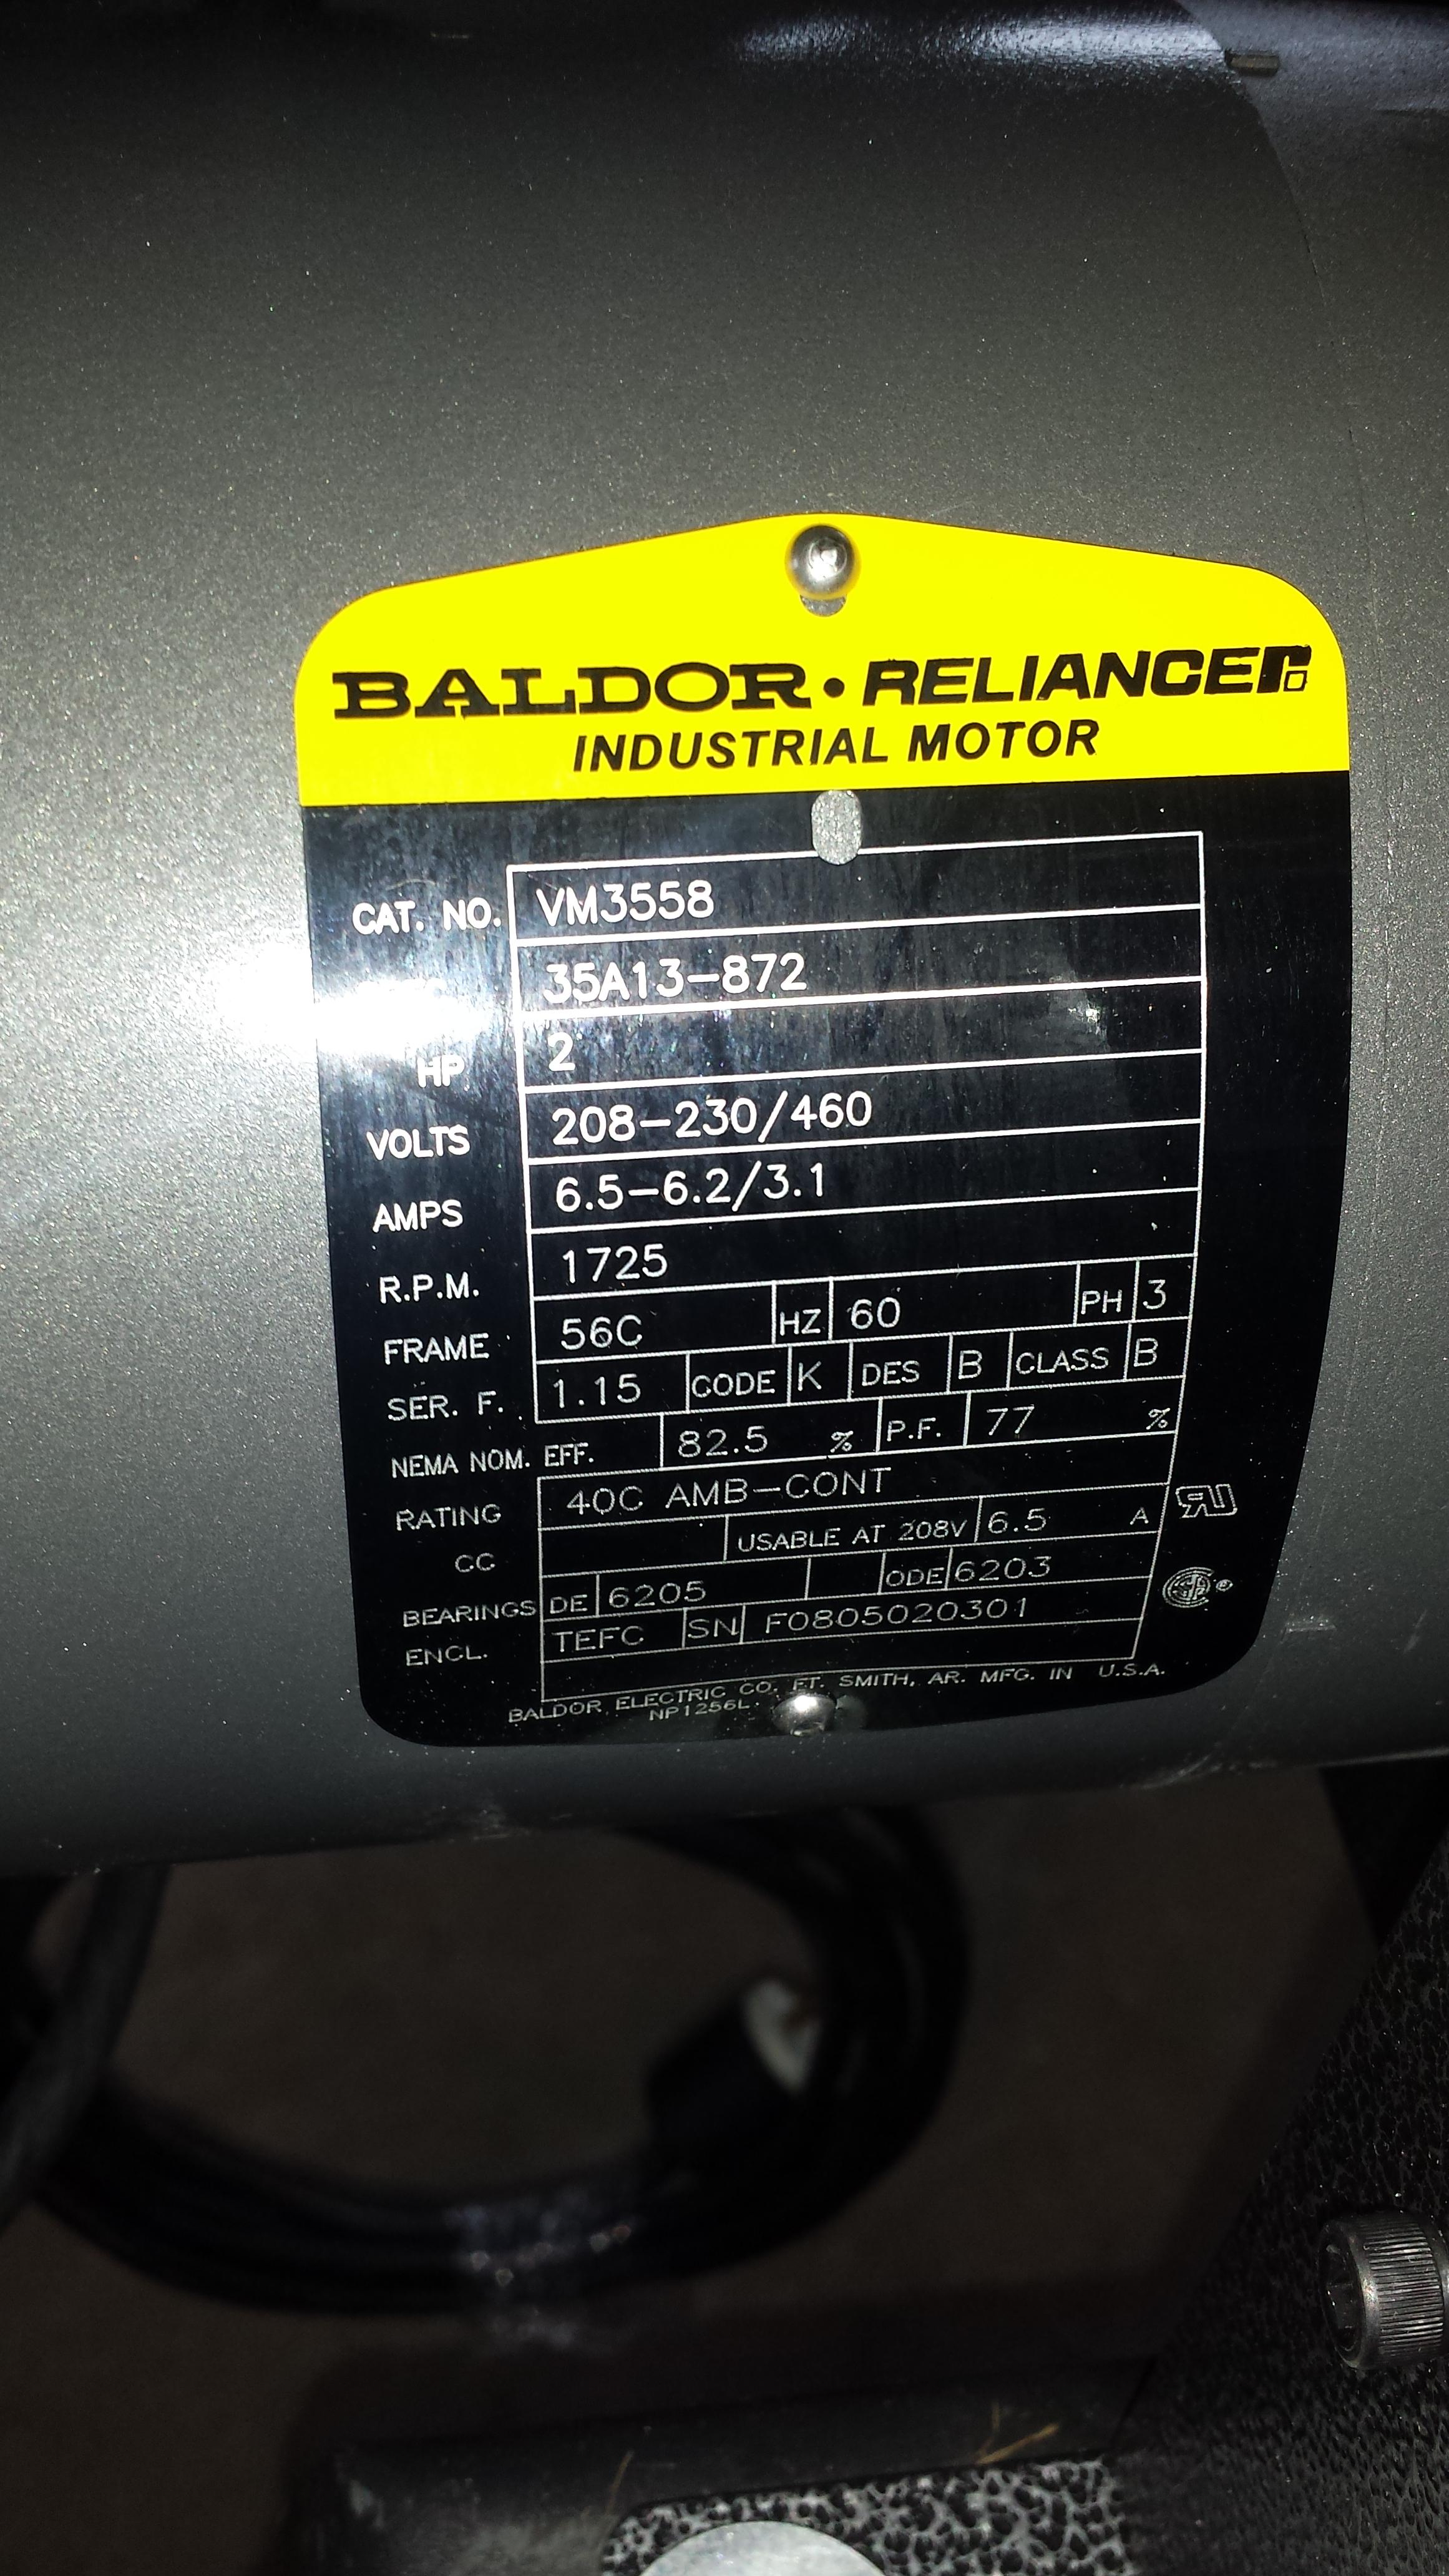 BALDOR • RELIANCE
INDUSTRIAL MOTOR
CAT. NO. VM3558
35A13-872
HP 2
VOLTS 208-230/460
AMPS 6.5-6.2/3.1
R.P.M. 1725
FRAME 56C HZ 60 PH 3
SER. F. 1.15 CODE K DES B CLASS B
NEMA NOM. EFF. 82.5 % P.F. 77 %
RATING 40C AMB-CONT
CC USABLE AT 208V 6.5 A
BEARINGS DE 6205 ODE 6203
ENCL. TEFC SN F0805020301
BALDOR ELECTRIC CO. FT. SMITH, AR. MFG. IN U.S.A.
NP1256L